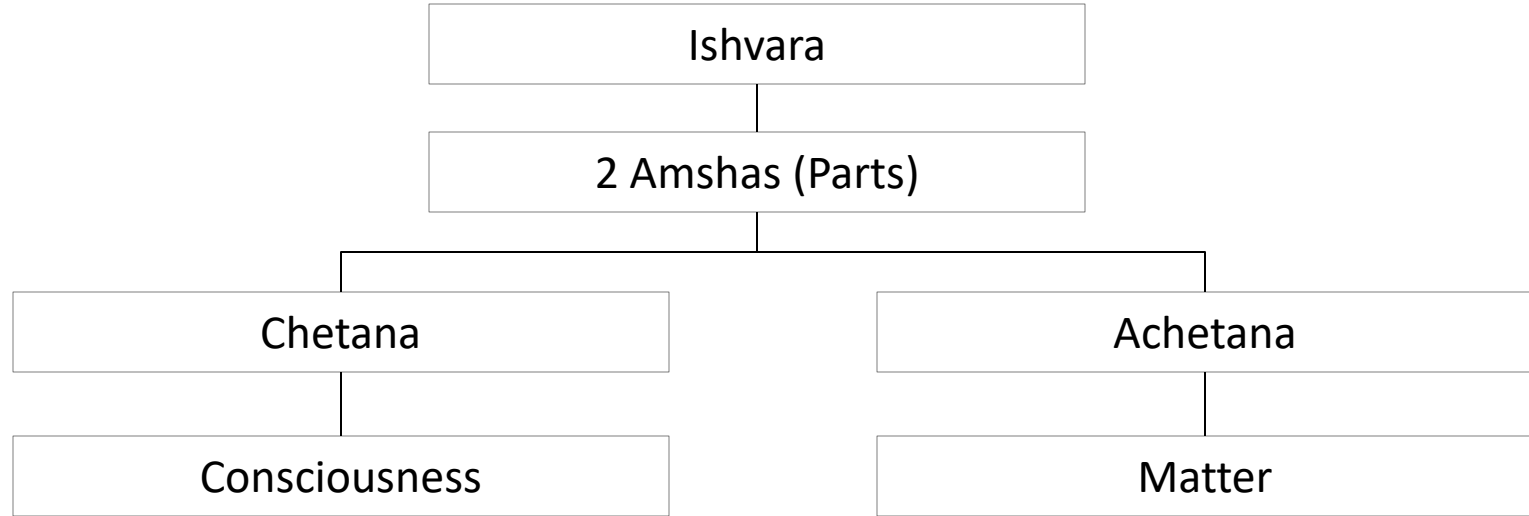 Ishvara
2 Amshas (Parts)
Chetana
Achetana
Consciousness
Matter